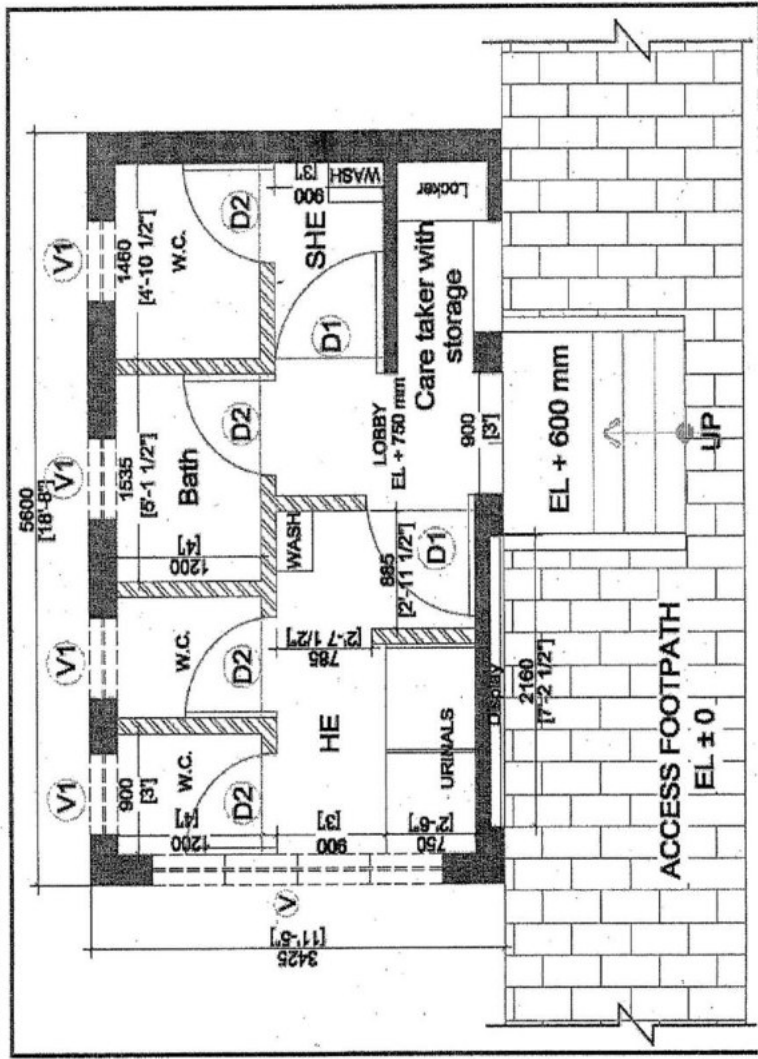 5600
[18'-8"]
V1
V1
V1
V1
900
[3']
W.C.
1200
[4']
D2
W.C.
D2
1535
[5'-1 1/2"]
Bath
1200
[4']
D2
1460
[4'-10 1/2"]
W.C.
D2
V
3425
[11'-5"]
HE
900
[3']
785
[2'-7 1/2"]
WASH
D1
SHE
900
[3']
WASH
URINALS
750
[2'-6"]
885
[2'-11 1/2"]
D1
LOBBY
EL + 750 mm
Care taker with
storage
Locker
900
[3']
Display
2160
[7'-2 1/2"]
EL + 600 mm
UP
ACCESS FOOTPATH
EL ± 0